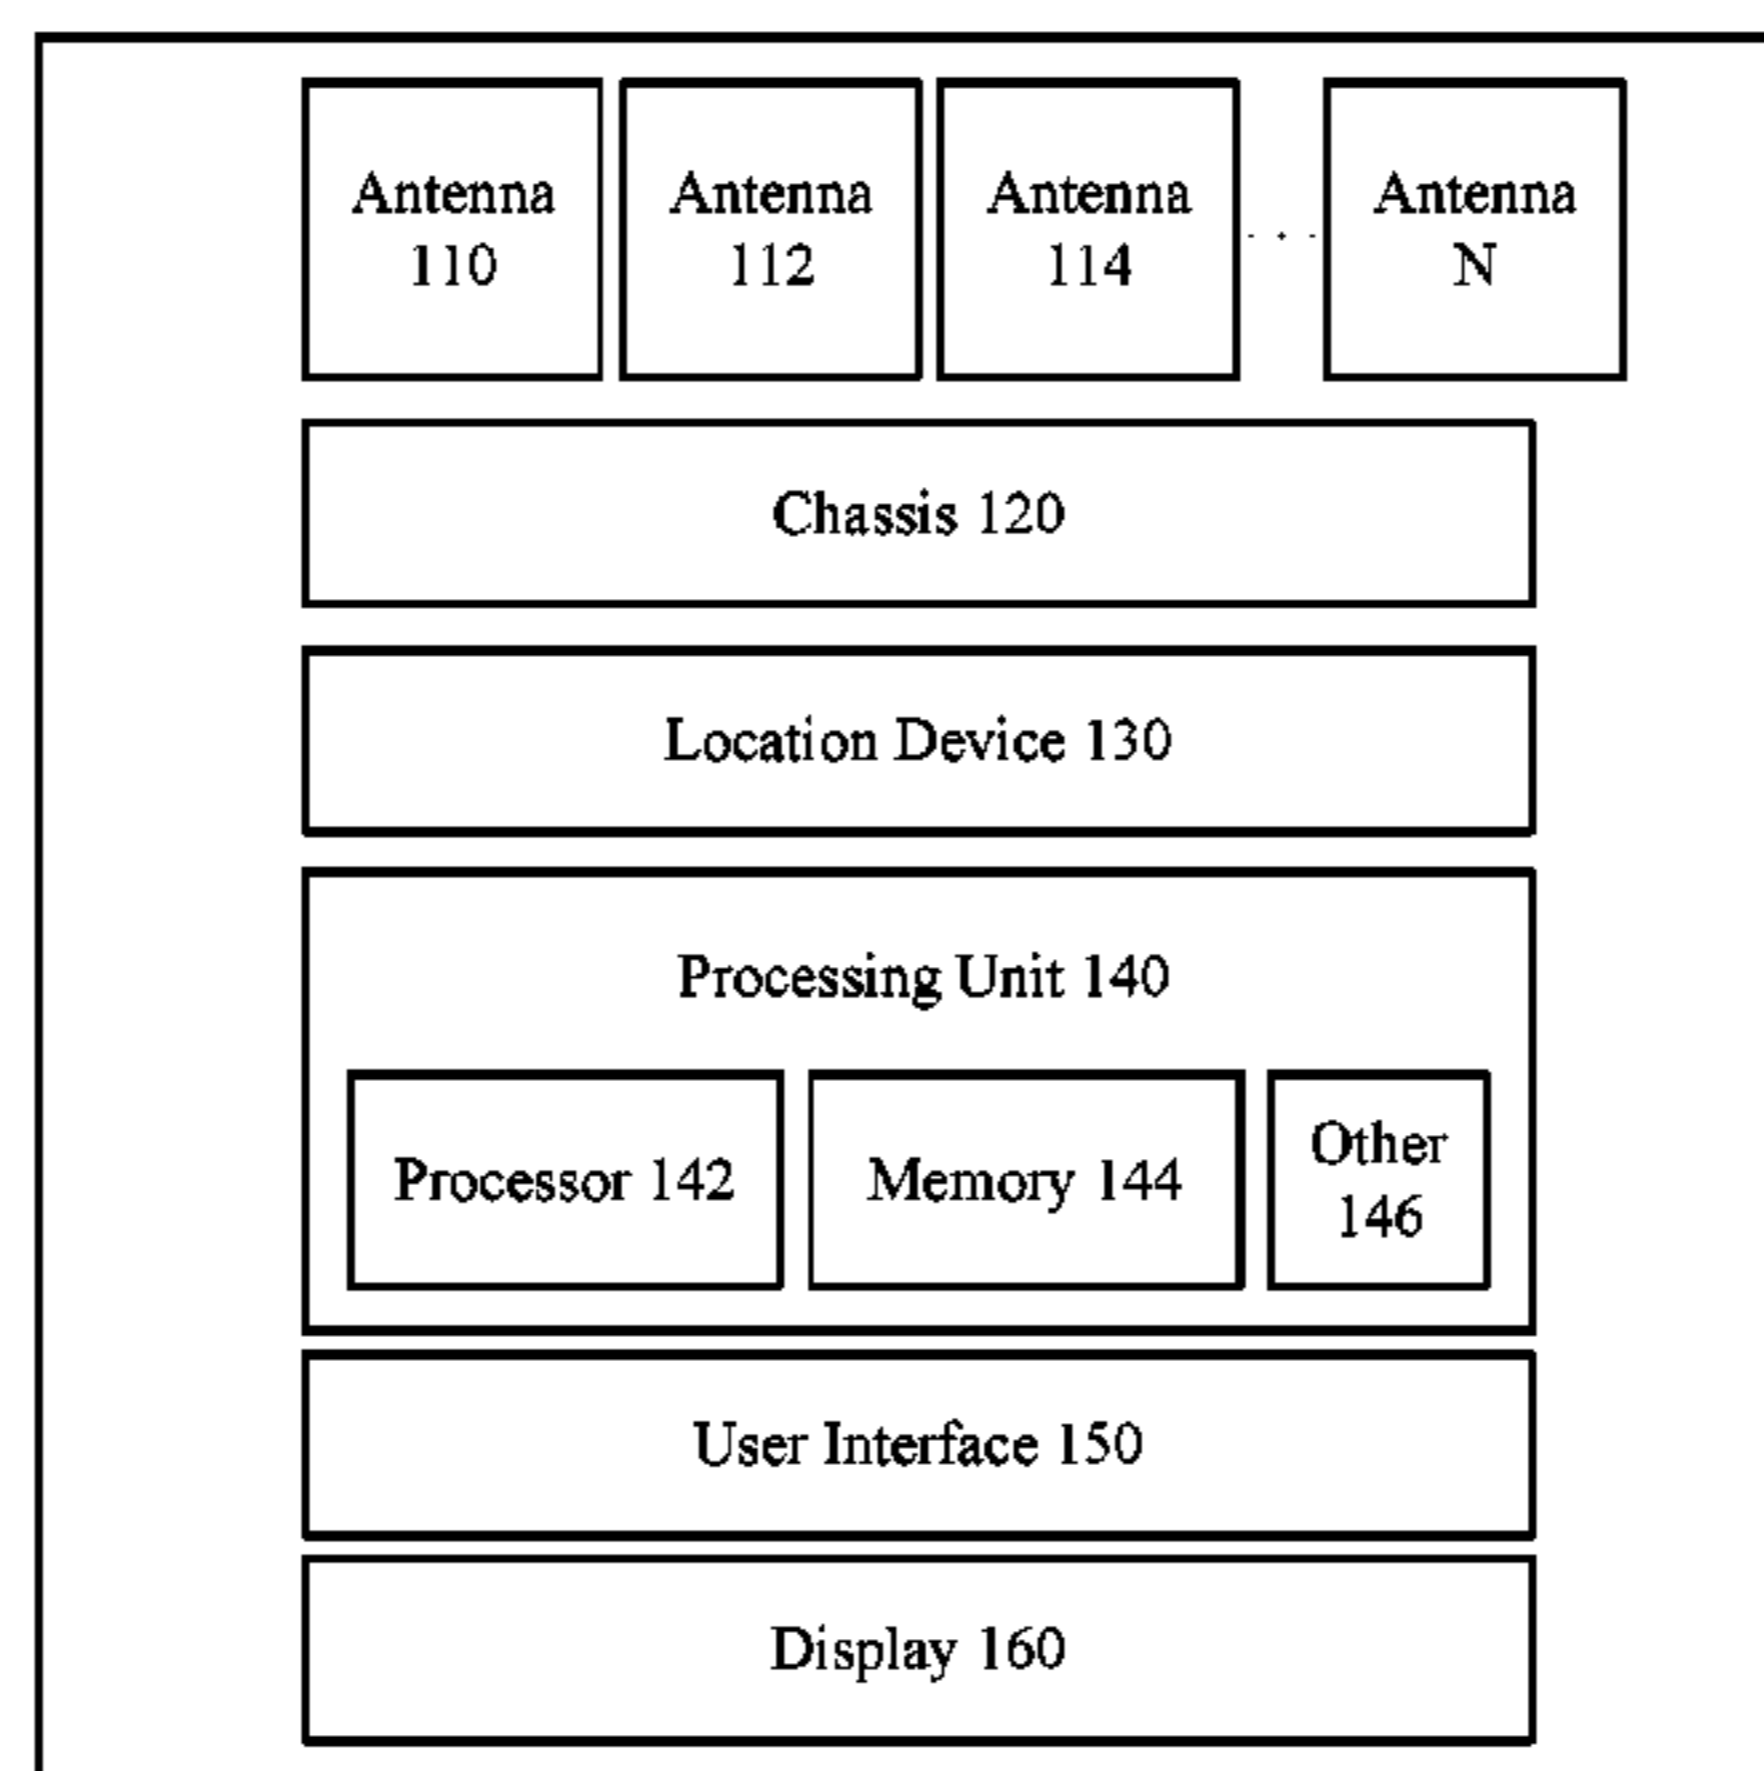 Antenna
110
Antenna
112
Antenna
114
. . .
Antenna
N
Chassis 120
Location Device 130
Processing Unit 140
Processor 142
Memory 144
Other
146
User Interface 150
Display 160